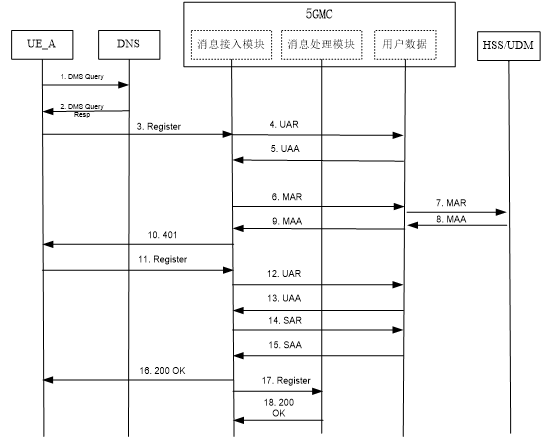 5GMC
UE_A
DNS
消息接入模块
消息处理模块
用户数据
HSS/UDM
1. DMS Query
2. DMS Query
Resp
3. Register
4. UAR
5. UAA
6. MAR
7. MAR
8. MAA
9. MAA
10. 401
11. Register
12. UAR
13. UAA
14. SAR
15. SAA
16. 200 OK
17. Register
18. 200
OK